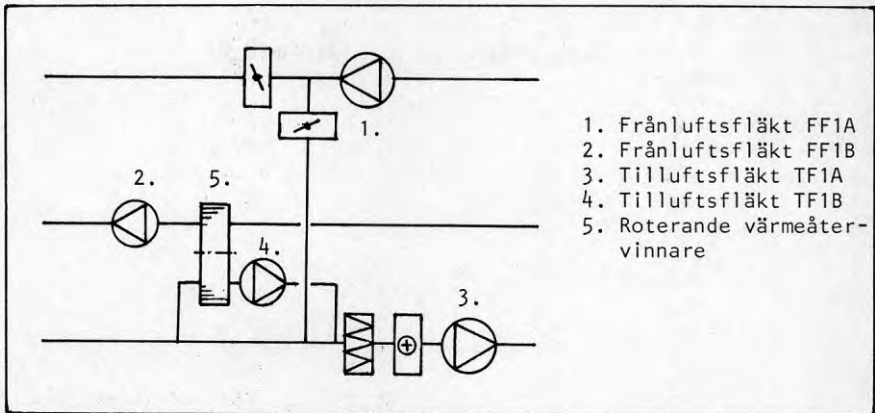 1.
2.
5.
4.
3.
1. Frånluftsfläkt FF1A
2. Frånluftsfläkt FF1B
3. Tilluftsfläkt TF1A
4. Tilluftsfläkt TF1B
5. Roterande värmeåter-
vinnare